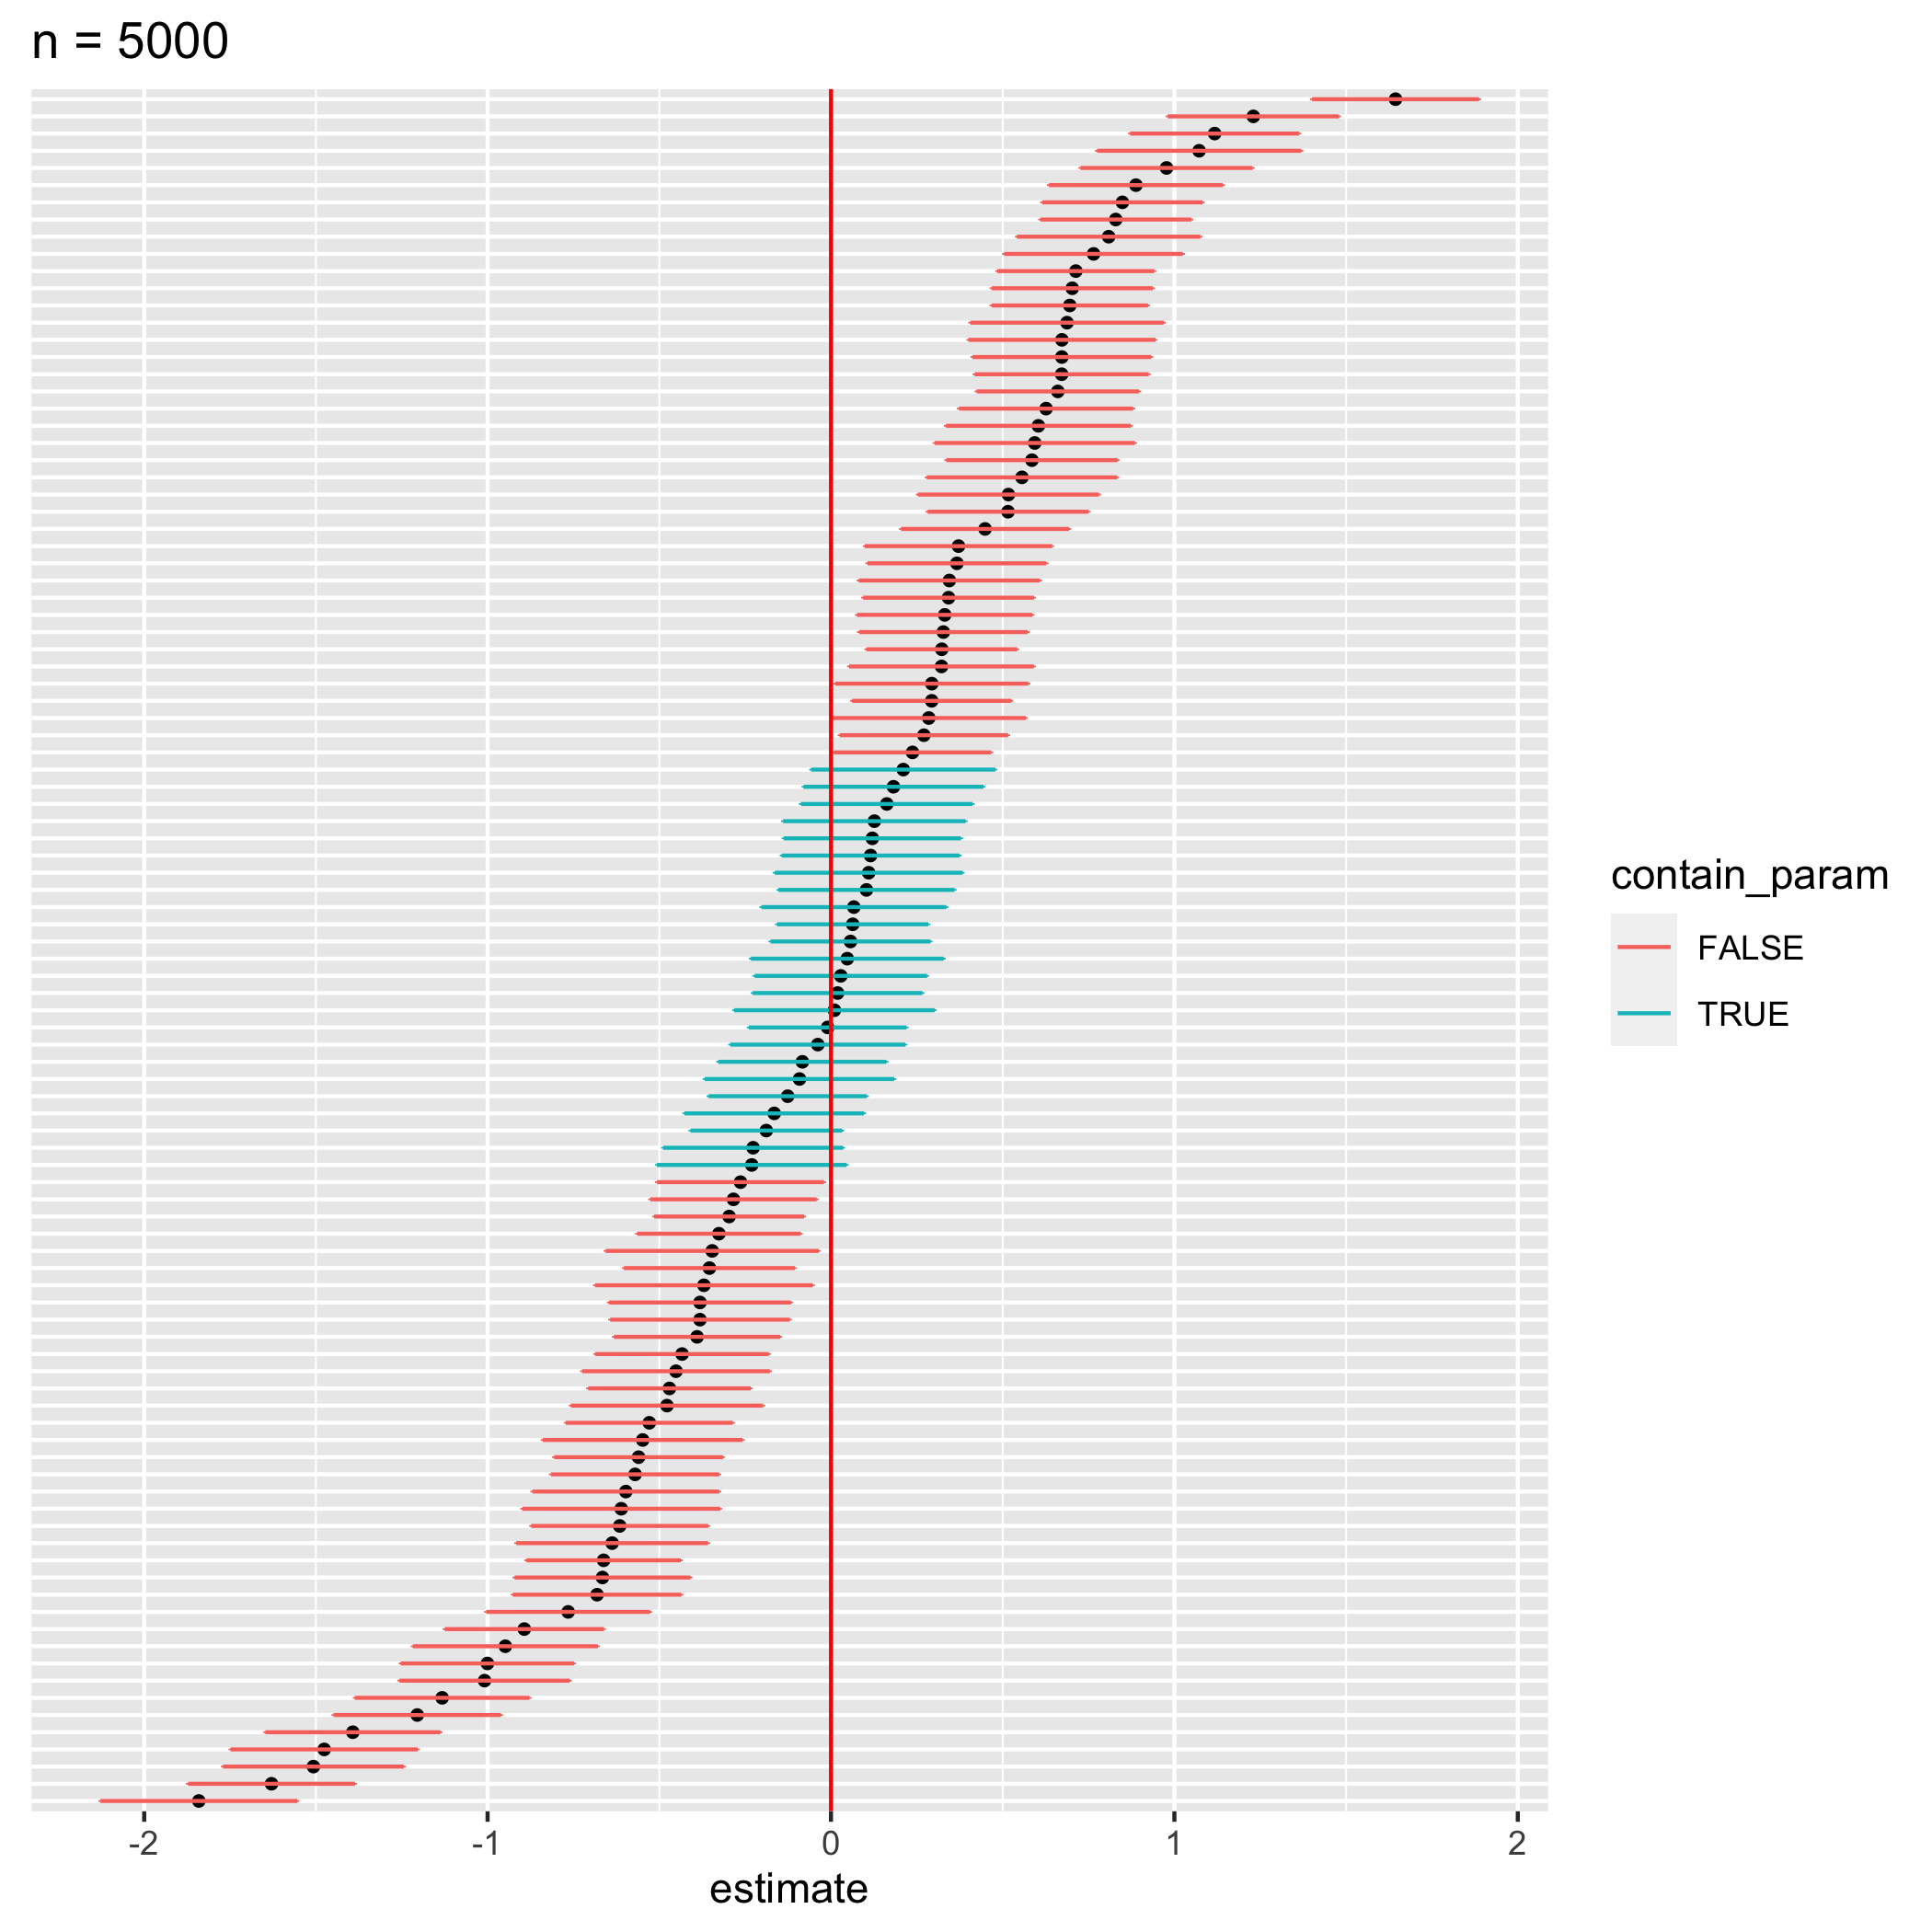 n = 5000
contain_param
FALSE
TRUE
-2 -1 0 1 2
estimate